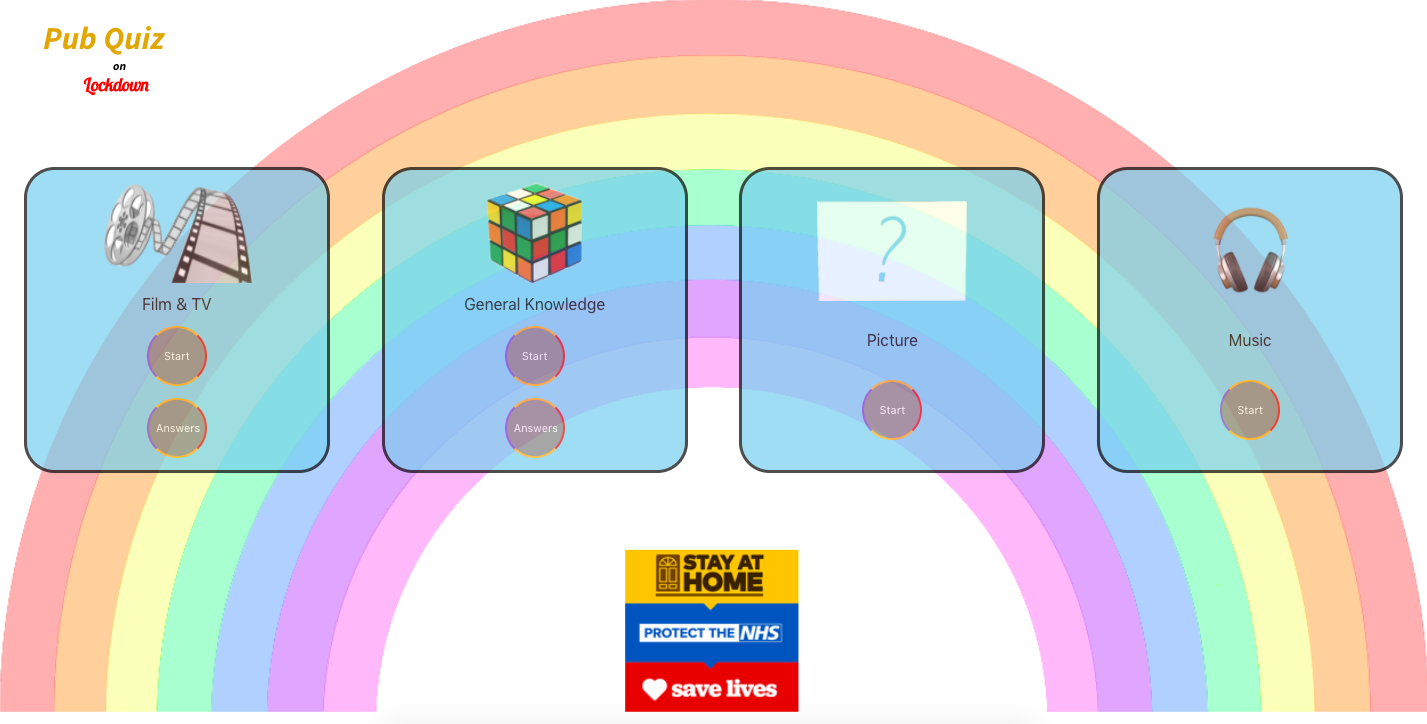 Pub Quiz
on
Lockdown
Film & TV
Start
Answers
General Knowledge
Start
Answers
?
Picture
Start
Music
Start
STAY AT
HOME
PROTECT THE NHS
save lives